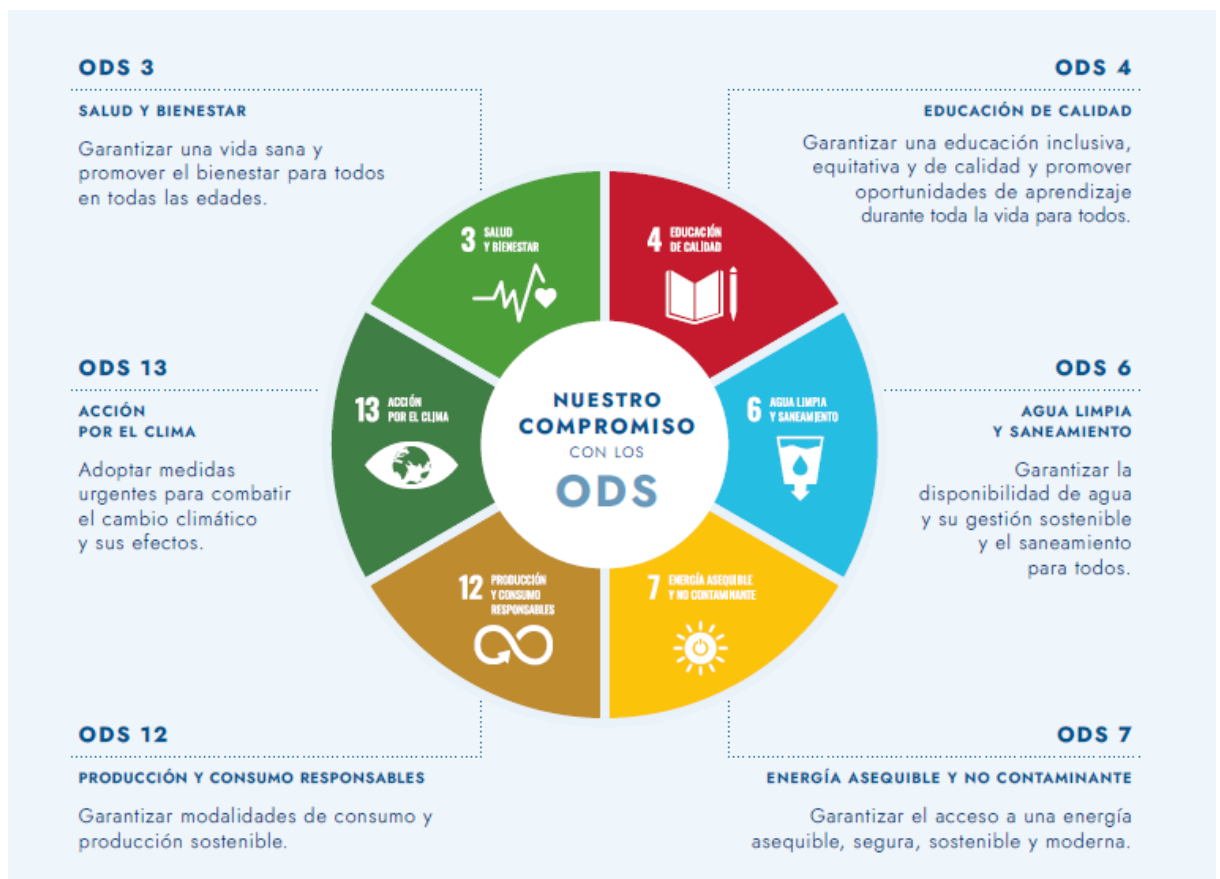 ODS 3
SALUD Y BIENESTAR
Garantizar una vida sana y
promover el bienestar para todos
en todas las edades.
ODS 4
EDUCACIÓN DE CALIDAD
Garantizar una educación inclusiva,
equitativa y de calidad y promover
oportunidades de aprendizaje
durante toda la vida para todos.
3 SALUD
Y BIENESTAR
4 EDUCACIÓN
DE CALIDAD
ODS 13
ACCIÓN
POR EL CLIMA
Adoptar medidas
urgentes para combatir
el cambio climático
y sus efectos.
13 ACCIÓN
POR EL CLIMA
NUESTRO
COMPROMISO
CON LOS
ODS
6 AGUA LIMPIA
Y SANEAMIENTO
ODS 6
AGUA LIMPIA
Y SANEAMIENTO
Garantizar la
disponibilidad de agua
y su gestión sostenible
y el saneamiento
para todos.
12 PRODUCCIÓN
Y CONSUMO
RESPONSABLES
7 ENERGÍA ASEQUIBLE
Y NO CONTAMINANTE
ODS 12
PRODUCCIÓN Y CONSUMO RESPONSABLES
Garantizar modalidades de consumo y
producción sostenible.
ODS 7
ENERGÍA ASEQUIBLE Y NO CONTAMINANTE
Garantizar el acceso a una energía
asequible, segura, sostenible y moderna.